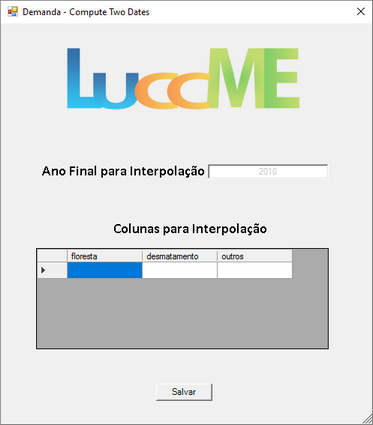 Demanda - Compute Two Dates
LuccME
Ano Final para Interpolação 2010
Colunas para Interpolação
floresta desmatamento outros
Salvar